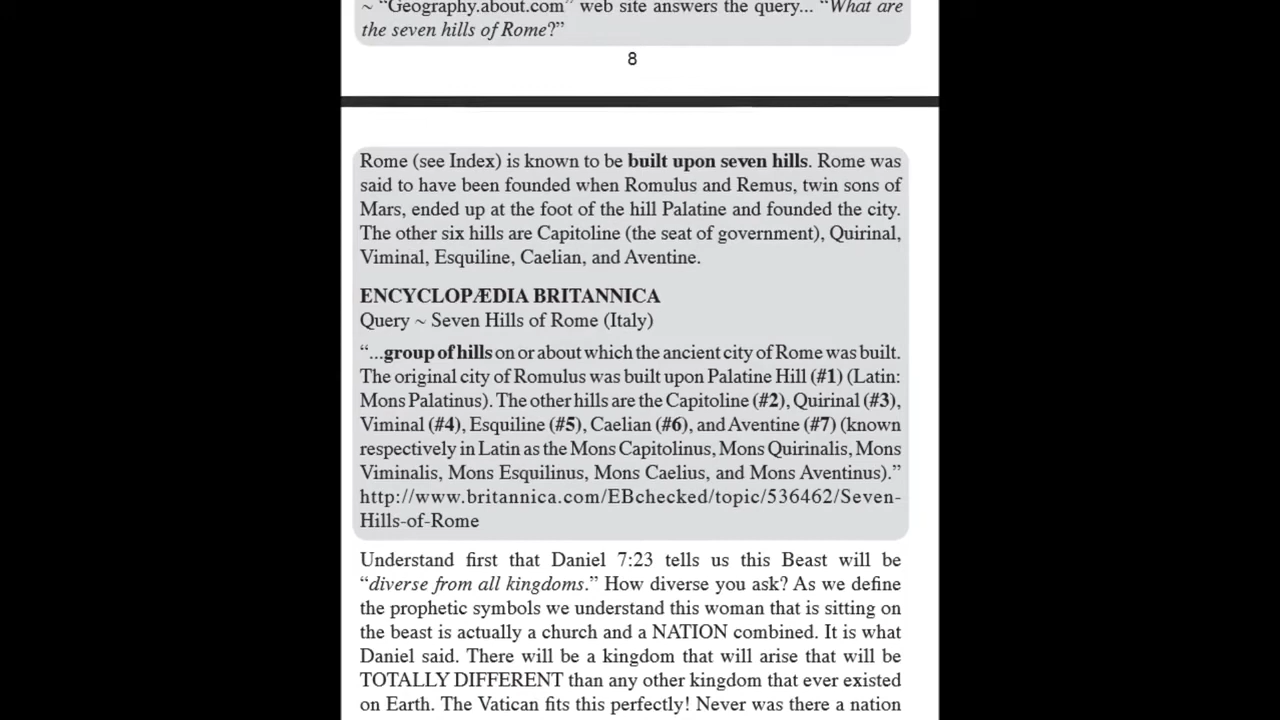 ~ “Geography.about.com” web site answers the query... “What are
the seven hills of Rome?”
8
Rome (see Index) is known to be built upon seven hills. Rome was
said to have been founded when Romulus and Remus, twin sons of
Mars, ended up at the foot of the hill Palatine and founded the city.
The other six hills are Capitoline (the seat of government), Quirinal,
Viminal, Esquiline, Caelian, and Aventine.
ENCYCLOPÆDIA BRITANNICA
Query ~ Seven Hills of Rome (Italy)
“...group of hills on or about which the ancient city of Rome was built.
The original city of Romulus was built upon Palatine Hill (#1) (Latin:
Mons Palatinus). The other hills are the Capitoline (#2), Quirinal (#3),
Viminal (#4), Esquiline (#5), Caelian (#6), and Aventine (#7) (known
respectively in Latin as the Mons Capitolinus, Mons Quirinalis, Mons
Viminalis, Mons Esquilinus, Mons Caelius, and Mons Aventinus).”
http://www.britannica.com/EBchecked/topic/536462/Seven-
Hills-of-Rome
Understand first that Daniel 7:23 tells us this Beast will be
“diverse from all kingdoms.” How diverse you ask? As we define
the prophetic symbols we understand this woman that is sitting on
the beast is actually a church and a NATION combined. It is what
Daniel said. There will be a kingdom that will arise that will be
TOTALLY DIFFERENT than any other kingdom that ever existed
on Earth. The Vatican fits this perfectly! Never was there a nation